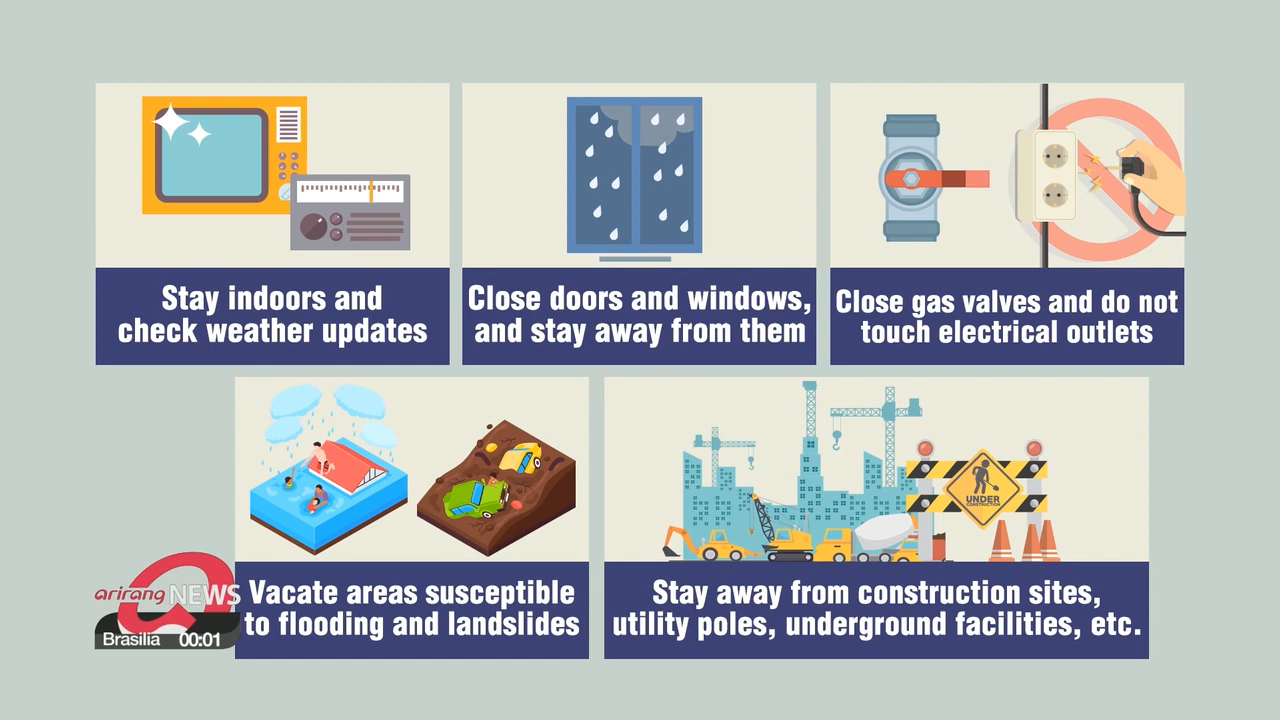 Stay indoors and
check weather updates
Close doors and windows,
and stay away from them
Close gas valves and do not
touch electrical outlets
UNDER
CONSTRUCTION
Vacate areas susceptible
to flooding and landslides
Stay away from construction sites,
utility poles, underground facilities, etc.
arirang NEWS
Brasilia 00:01